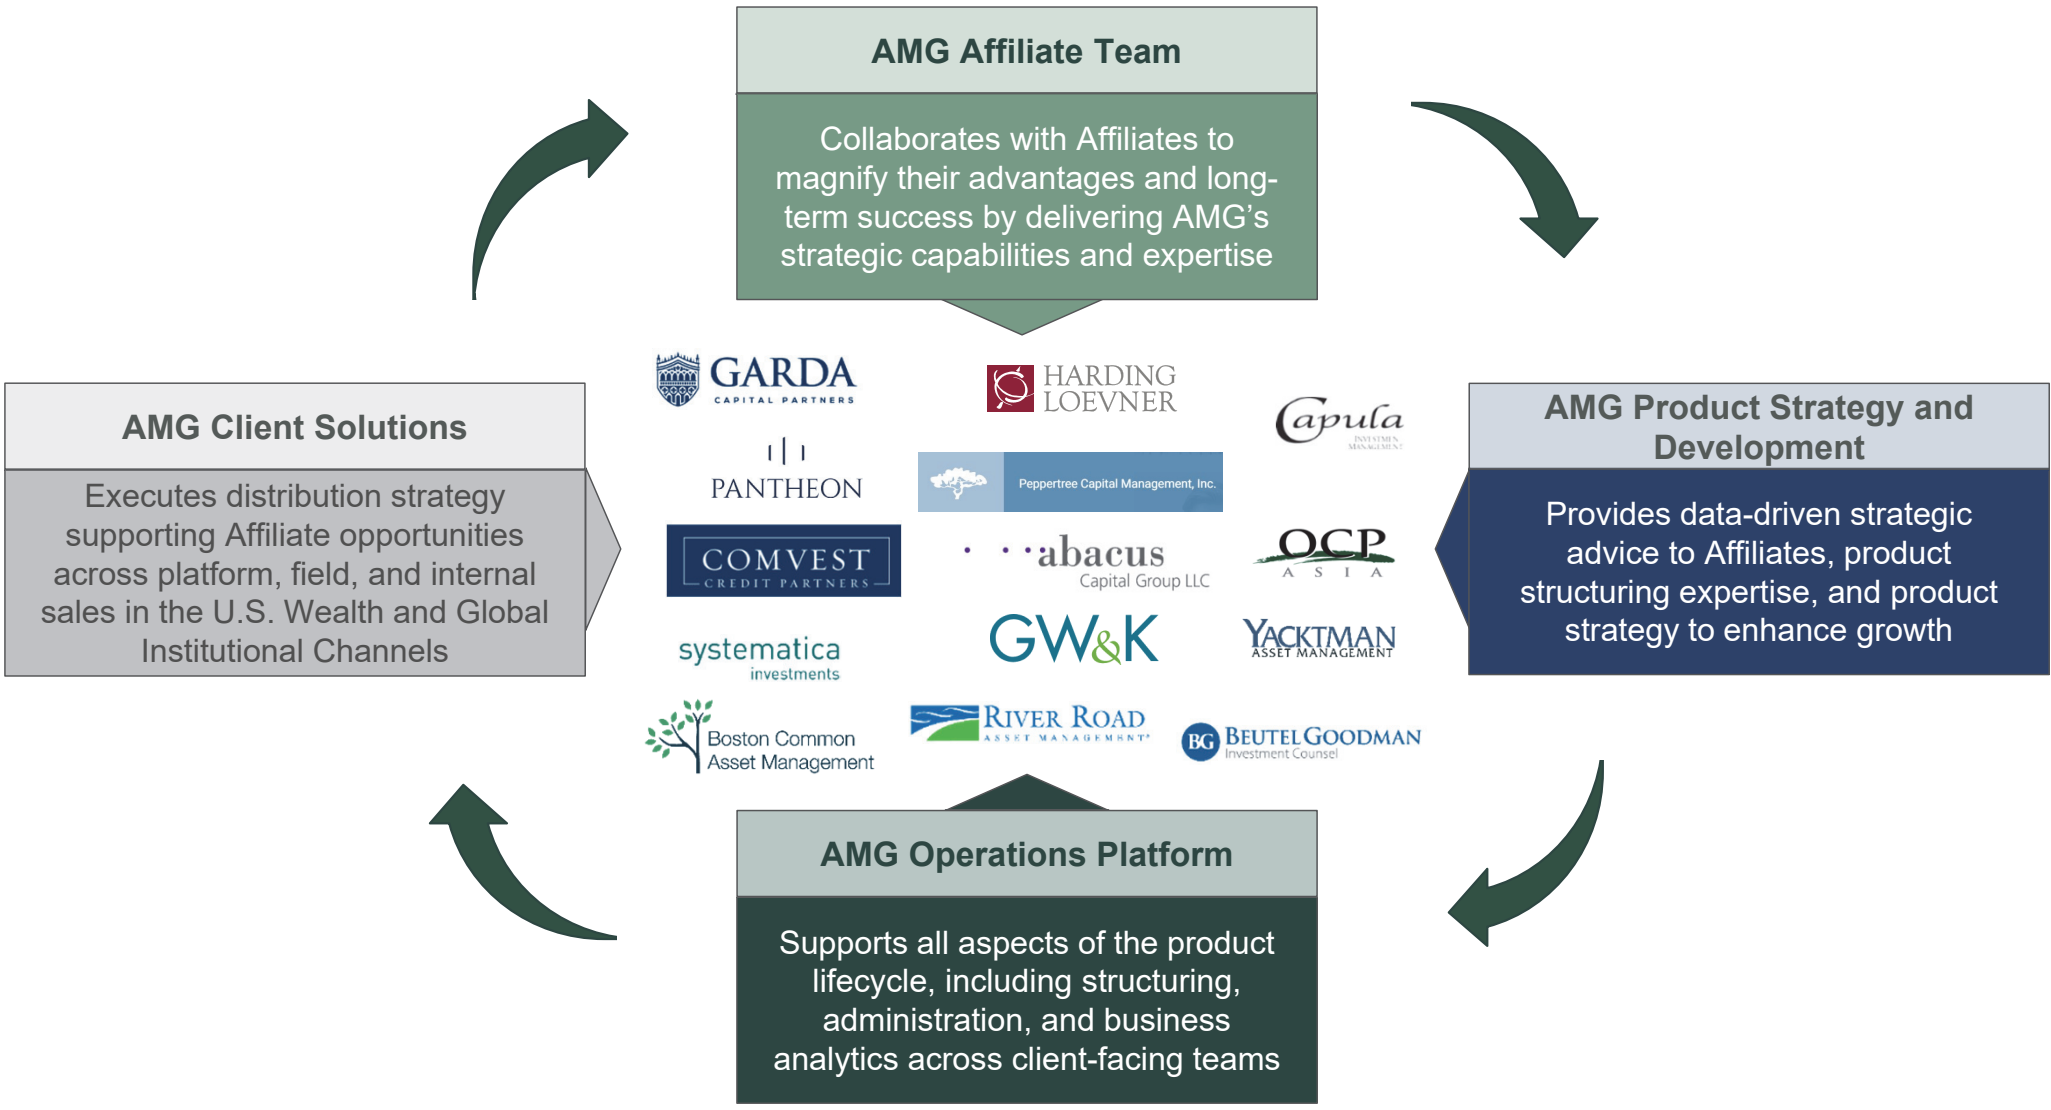 AMG Affiliate Team
Collaborates with Affiliates to
magnify their advantages and long-
term success by delivering AMG's
strategic capabilities and expertise
AMG Client Solutions
Executes distribution strategy
supporting Affiliate opportunities
across platform, field, and internal
sales in the U.S. Wealth and Global
Institutional Channels
GARDA
CAPITAL PARTNERS
HARDING
LOEVNER
Capula
INVESTMEN
MANAGEMENT
PANTHEON
Peppertree Capital Management, Inc.
COMVEST
CREDIT PARTNERS
abacus
Capital Group LLC
OCP
ASIA
systematica
investments
GW&K
YACKTMAN
ASSET MANAGEMENT
Boston Common
Asset Management
RIVER ROAD
ASSET MANAGEMENT
BG BEUTEL GOODMAN
Investment Counsel
AMG Product Strategy and
Development
Provides data-driven strategic
advice to Affiliates, product
structuring expertise, and product
strategy to enhance growth
AMG Operations Platform
Supports all aspects of the product
lifecycle, including structuring,
administration, and business
analytics across client-facing teams